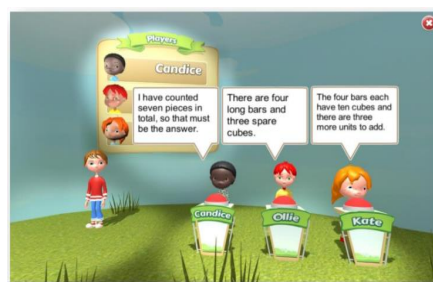 Players
Candice
I have counted
seven pieces in
total, so that must
be the answer.
There are four
long bars and
three spare
cubes.
The four bars each
have ten cubes and
there are three
more units to add.
Candice
Ollie
Kate